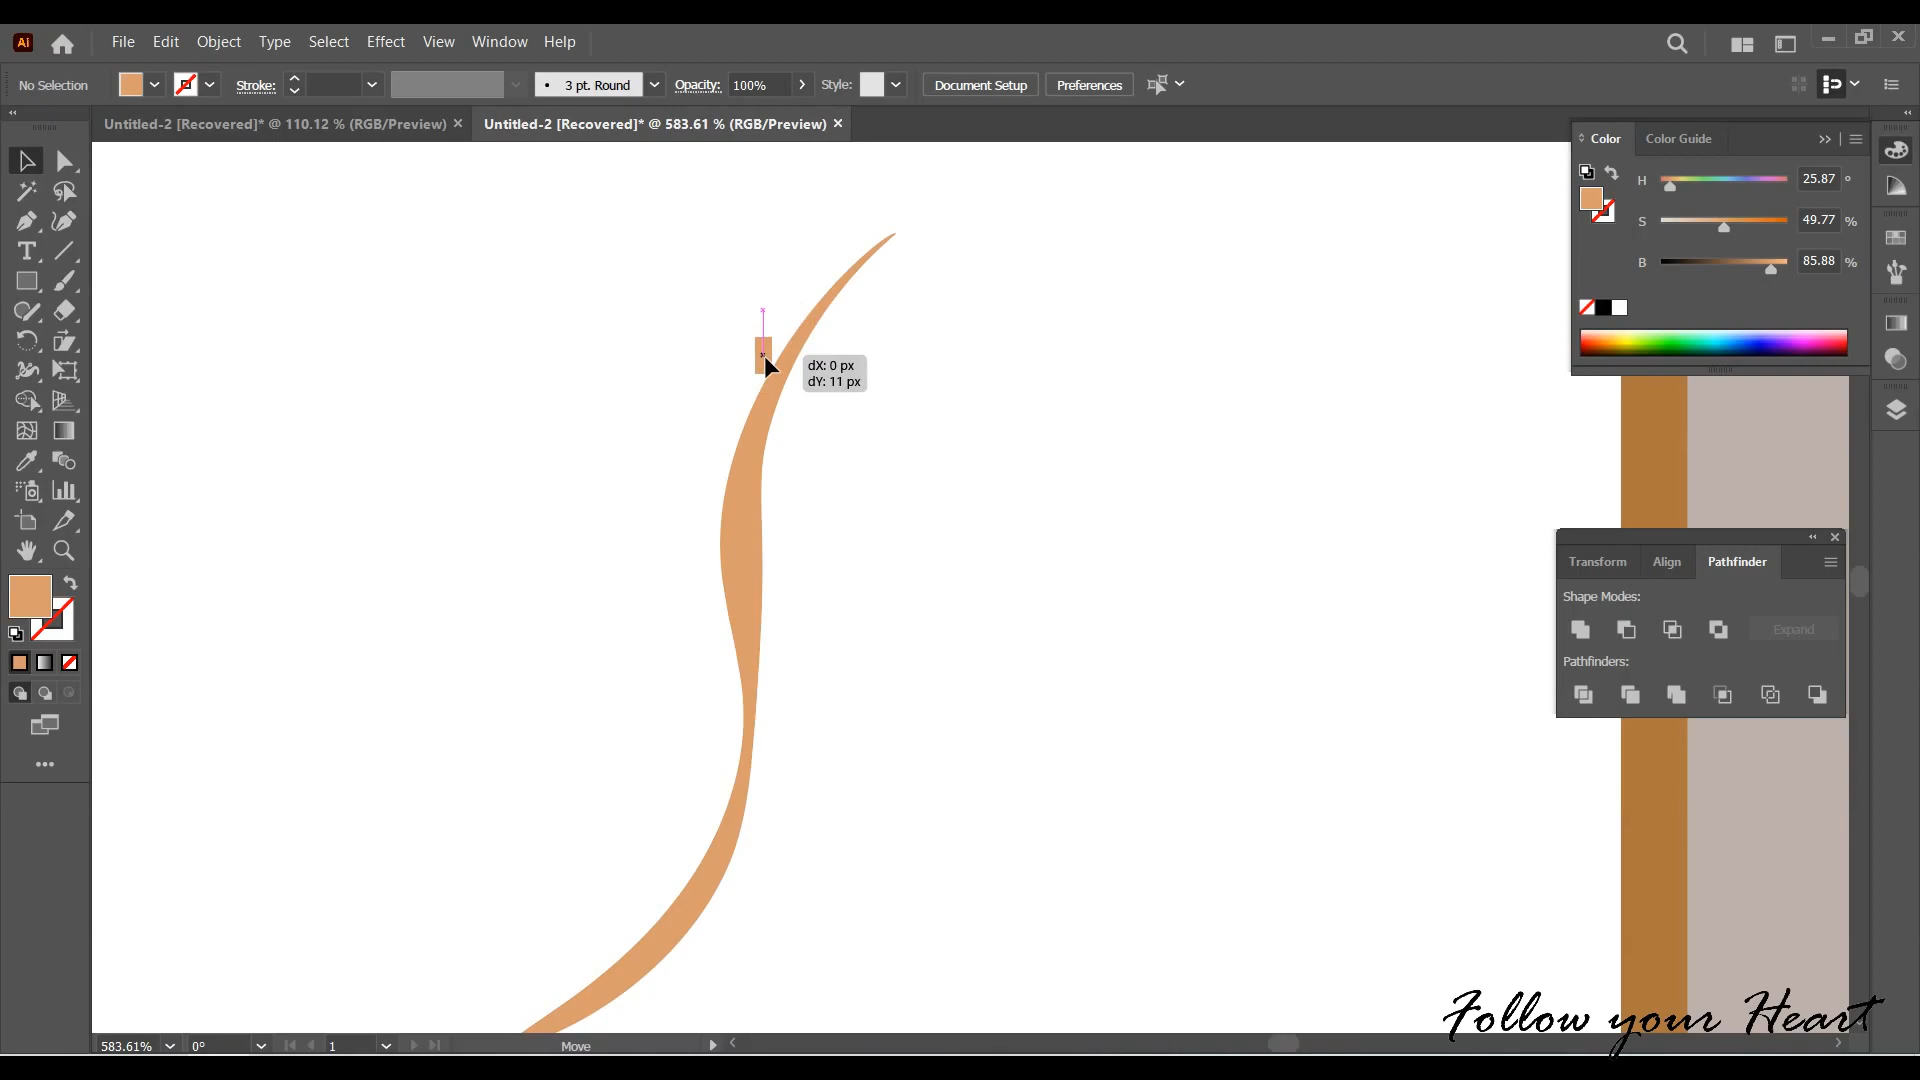 Ai File Edit Object Type Select Effect View Window Help
No Selection Stroke: • 3 pt. Round Opacity: 100% Style: Document Setup Preferences
Untitled-2 [Recovered]* @ 110.12 % (RGB/Preview) × Untitled-2 [Recovered]* @ 583.61 % (RGB/Preview) ×
Color Color Guide
H 25.87 °
S 49.77 %
B 85.88 %
dX: 0 px
dY: 11 px
Transform Align Pathfinder
Shape Modes:
Expand
Pathfinders:
Follow your Heart
583.61% 0° 1 Move